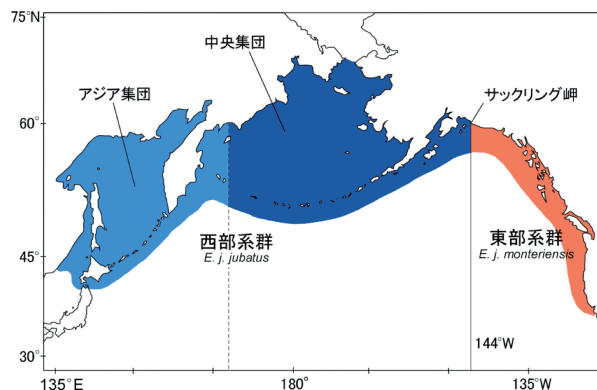 75°N
中央集団
アジア集団
サックリング岬
60°
西部系群
E. j. jubatus
東部系群
E. j. monteriensis
45°
144°W
30°
135°E
180°
135°W